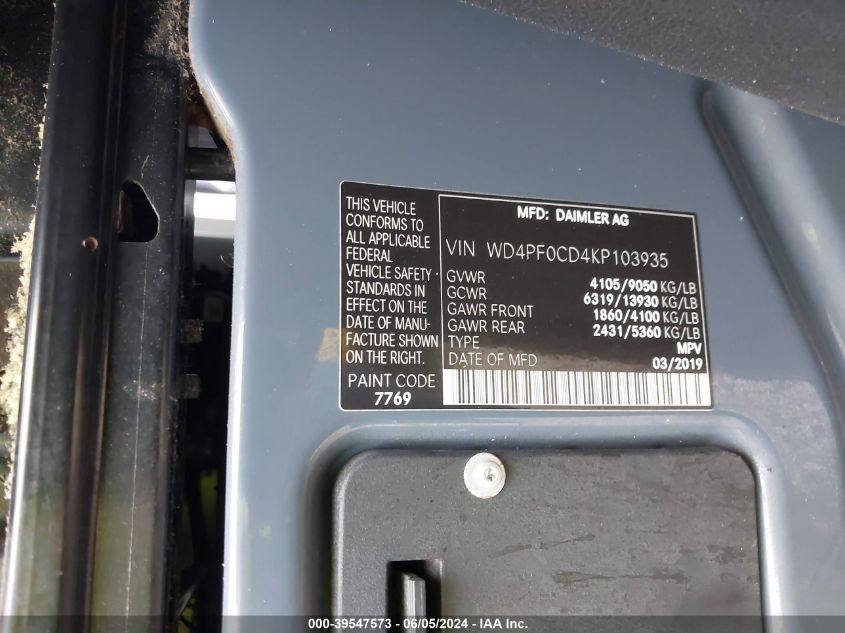 THIS VEHICLE
CONFORMS TO
ALL APPLICABLE
FEDERAL
VEHICLE SAFETY
STANDARDS IN
EFFECT ON THE
DATE OF MANU-
FACTURE SHOWN
ON THE RIGHT.
PAINT CODE
7769
MFD: DAIMLER AG
VIN WD4PF0CD4KP103935
GVWR 4105/9050 KG/LB
GCWR 6319/13930 KG/LB
GAWR FRONT 1860/4100 KG/LB
GAWR REAR 2431/5360 KG/LB
TYPE MPV
DATE OF MFD 03/2019
000-39547573 - 06/05/2024 - IAA Inc.